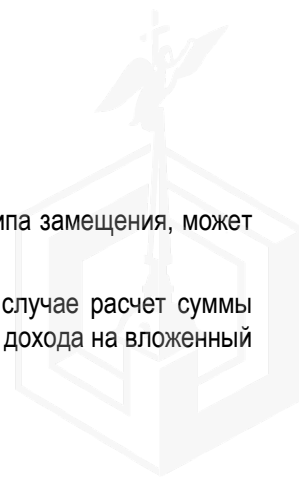 ипа замещения, может
случае расчет суммы
дохода на вложенный